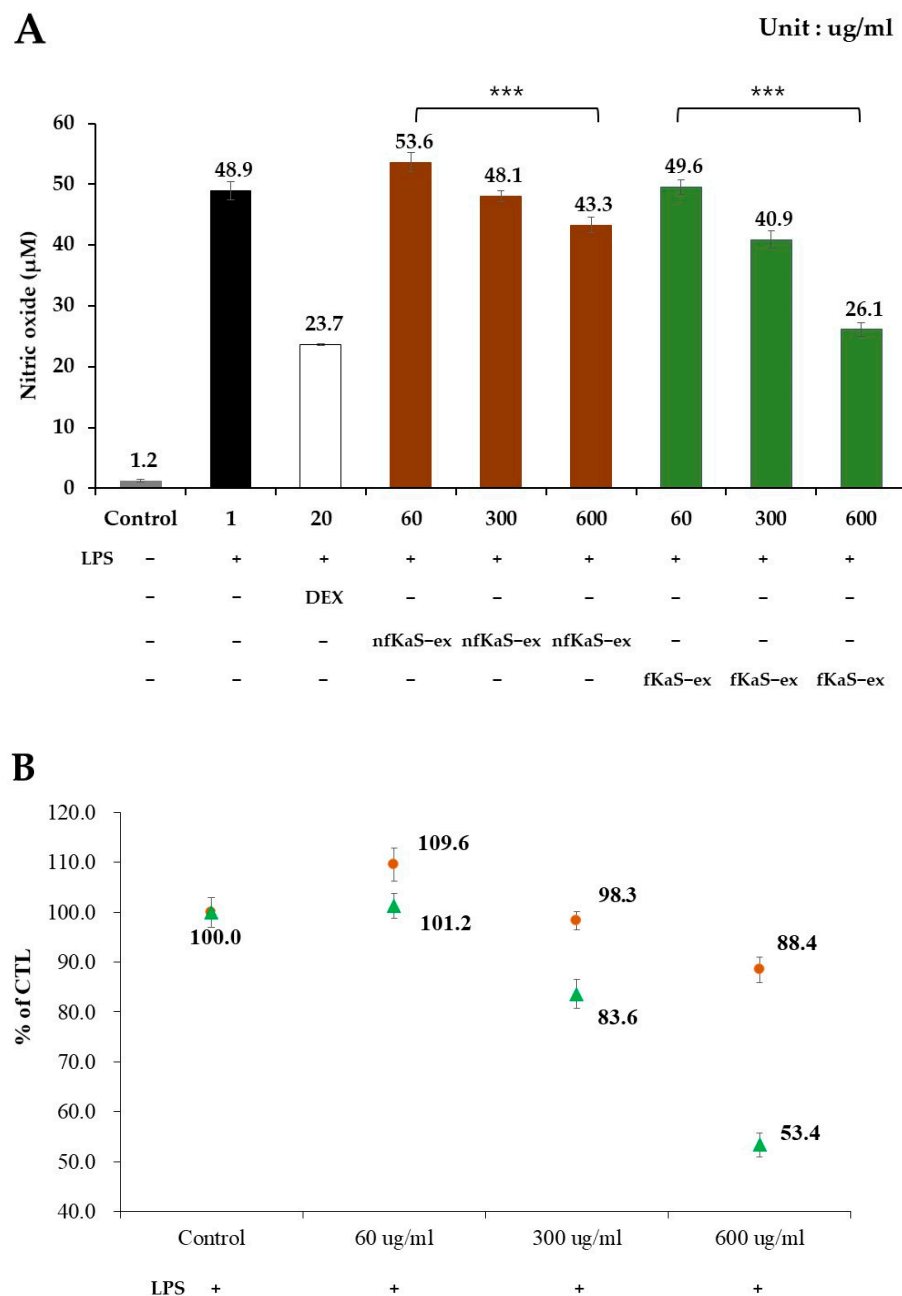 A
Unit : ug/ml
*** ***
Nitric oxide (μM)
60
50
40
30
20
10
0
1.2 48.9 23.7 53.6 48.1 43.3 49.6 40.9 26.1
Control 1 20 60 300 600 60 300 600
LPS – + + + + + + + +
– – DEX – – – – – –
– – – nfKaS–ex nfKaS–ex nfKaS–ex – – –
– – – – – – fKaS–ex fKaS–ex fKaS–ex
B
% of CTL
120.0
110.0
100.0
90.0
80.0
70.0
60.0
50.0
40.0
100.0
109.6
101.2
98.3
83.6
88.4
53.4
Control 60 ug/ml 300 ug/ml 600 ug/ml
LPS + + + +